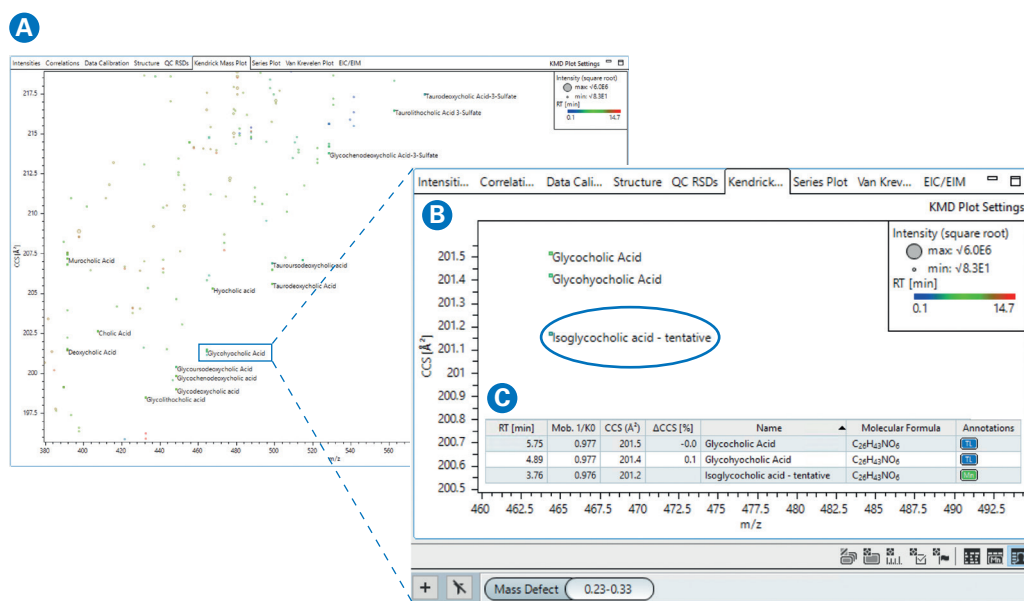 A
Intensities Correlations Data Calibration Structure QC RSDs Kendrick Mass Plot Series Plot Van Krevelen Plot EIC/EIM
KMD Plot Settings
Intensity (square root)
max: √6.0E6
min: √8.3E1
RT [min]
0.1 14.7
CCS [Å²]
217.5
215
212.5
210
207.5
205
202.5
200
197.5
Taurodeoxycholic Acid-3-Sulfate
Taurolithocholic Acid 3-Sulfate
Glycochenodeoxycholic Acid-3-Sulfate
Murocholic Acid
Tauroursodeoxycholic acid
Taurodeoxycholic Acid
Hyocholic acid
Cholic Acid
Deoxycholic Acid
Glycohyocholic Acid
Glycoursodeoxycholic Acid
Glycochenodeoxycholic acid
Glycodeoxycholic acid
Glycolithocholic acid
380 400 420 440 460 480 500 520 540 560
m/z
B
Intensiti... Correlati... Data Cali... Structure QC RSDs Kendrick... Series Plot Van Krev... EIC/EIM
KMD Plot Settings
Intensity (square root)
max: √6.0E6
min: √8.3E1
RT [min]
0.1 14.7
CCS [Å²]
201.5
201.4
201.3
201.2
201.1
201
200.9
200.8
200.7
200.6
200.5
Glycocholic Acid
Glycohyocholic Acid
Isoglycocholic acid - tentative
C
RT [min] Mob. 1/K0 CCS (Å²) ΔCCS [%] Name Molecular Formula Annotations
5.75 0.977 201.5 -0.0 Glycocholic Acid C₂₆H₄₃NO₆ TL
4.89 0.977 201.4 0.1 Glycohyocholic Acid C₂₆H₄₃NO₆ TL
3.76 0.976 201.2 Isoglycocholic acid - tentative C₂₆H₄₃NO₆ Mn
460 462.5 465 467.5 470 472.5 475 477.5 480 482.5 485 487.5 490 492.5
m/z
+ Mass Defect 0.23-0.33